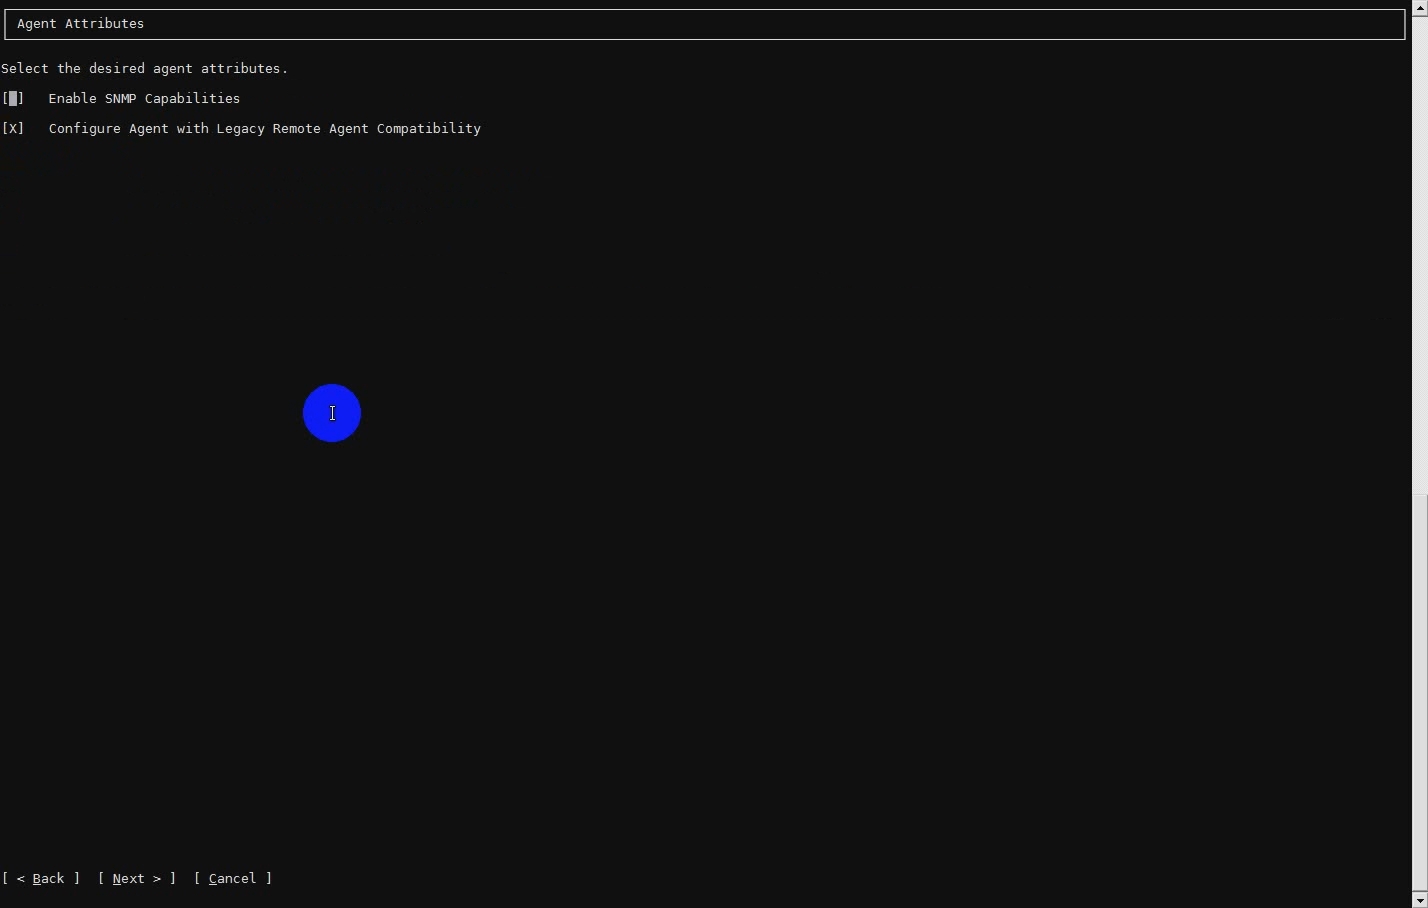 Agent Attributes
Select the desired agent attributes.
[ ] Enable SNMP Capabilities
[X] Configure Agent with Legacy Remote Agent Compatibility
[ < Back ] [ Next > ] [ Cancel ]